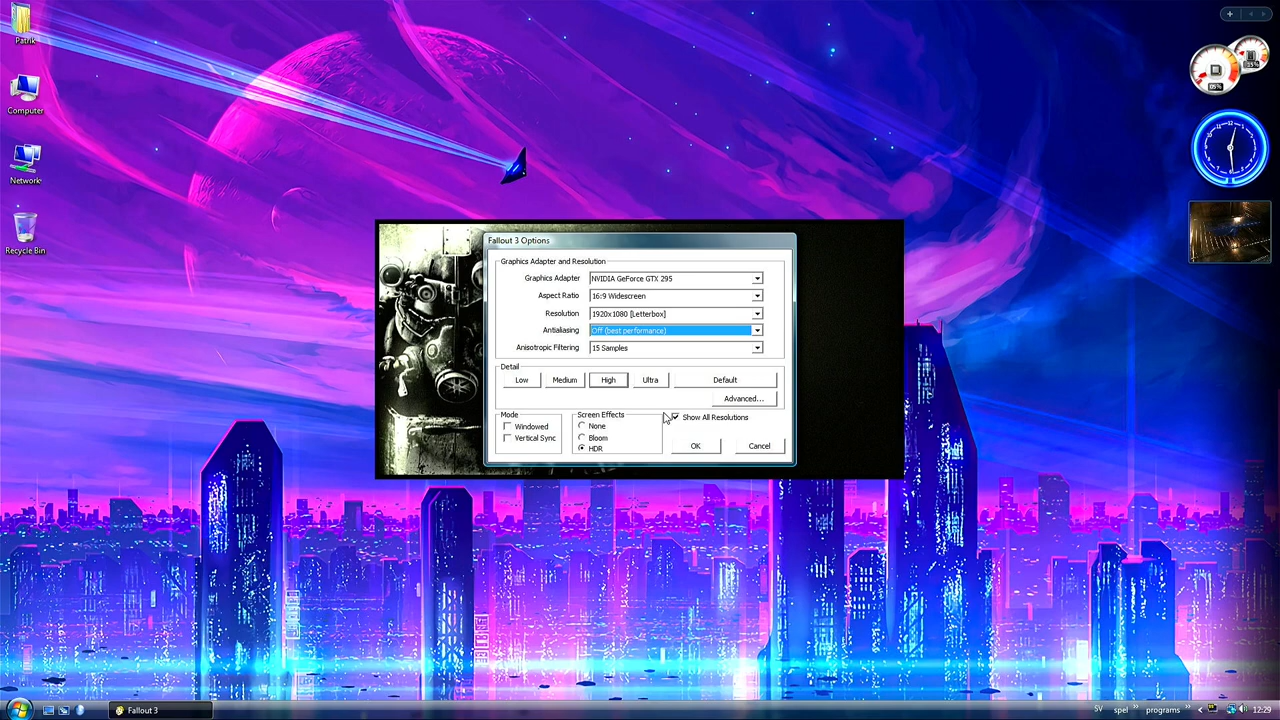 Patrik
Computer
Network
Recycle Bin
05%
15%
Fallout 3 Options
Graphics Adapter and Resolution
Graphics Adapter
NVIDIA GeForce GTX 295
Aspect Ratio
16:9 Widescreen
Resolution
1920x1080 [Letterbox]
Antialiasing
Off (best performance)
Anisotropic Filtering
15 Samples
Detail
Low
Medium
High
Ultra
Default
Advanced...
Mode
Windowed
Vertical Sync
Screen Effects
None
Bloom
HDR
Show All Resolutions
OK
Cancel
Fallout 3
SV
spel
programs
12:29